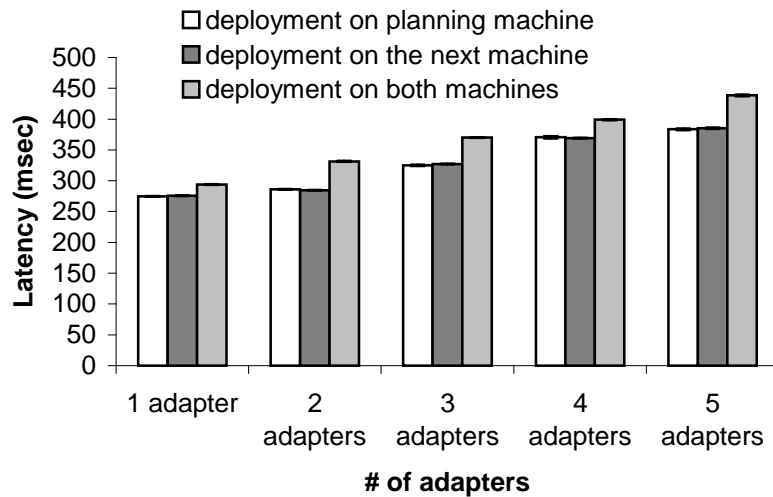 deployment on planning machine
deployment on the next machine
deployment on both machines
500
450
400
350
300
250
200
150
100
50
0
Latency (msec)
1 adapter
2
adapters
3
adapters
4
adapters
5
adapters
# of adapters